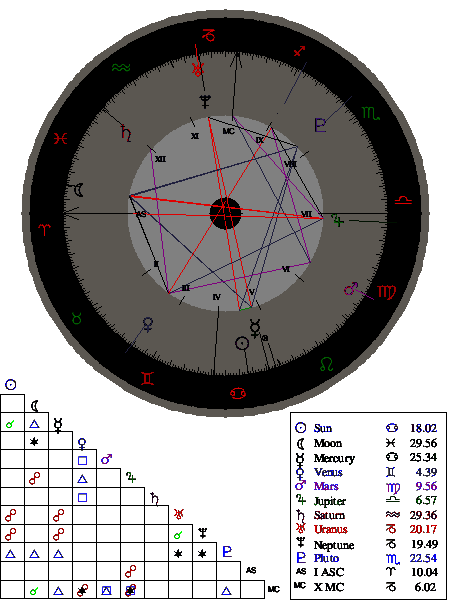 MC
XI
IX
XII
VIII
AS
VII
II
VI
III
IV
V
R
☉ Sun ♋ 18.02
☾ Moon ♓ 29.56
☿ Mercury ♋ 25.34
♀ Venus ♊ 4.39
♂ Mars ♍ 9.56
♃ Jupiter ♎ 6.57
♄ Saturn ♒ 29.36
♅ Uranus ♑ 20.17
♆ Neptune ♑ 19.49
♇ Pluto ♏ 22.54
AS I ASC ♈ 10.04
MC X MC ♑ 6.02
AS
MC